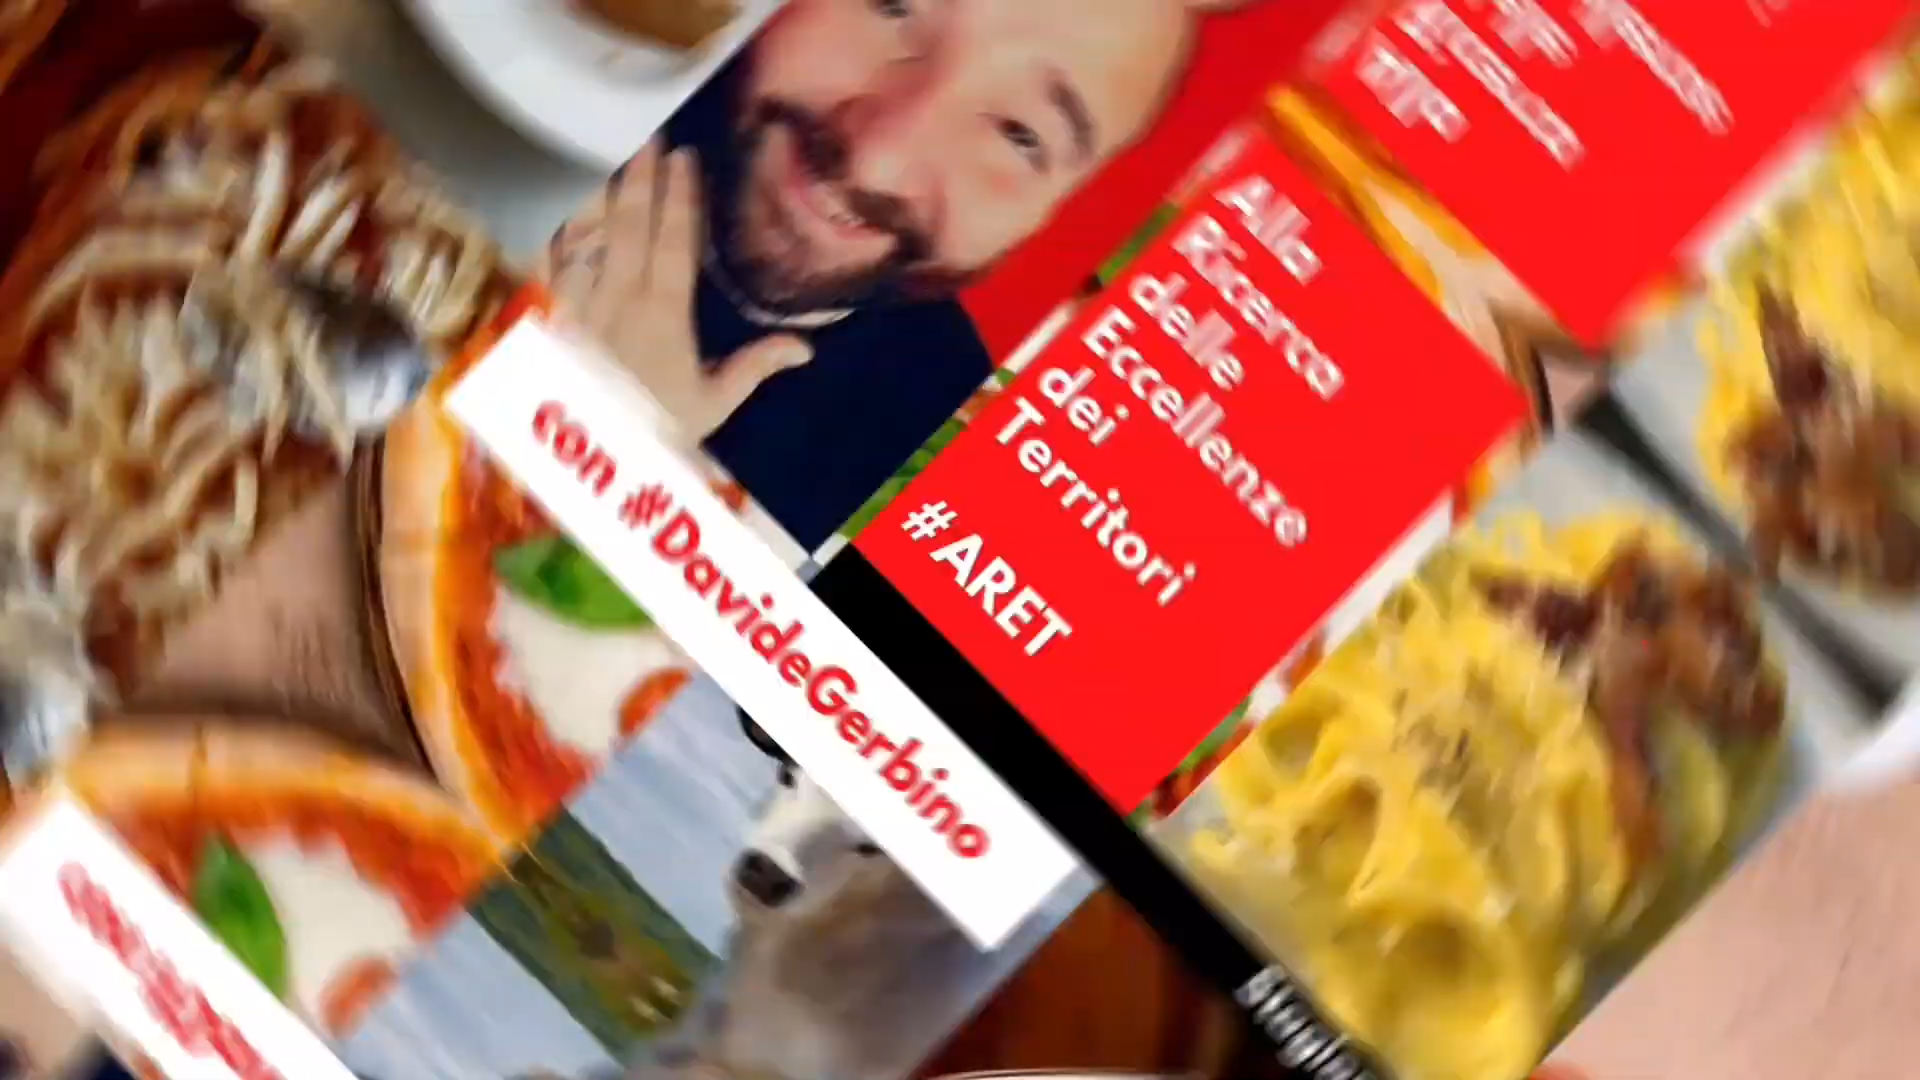 Alla
Ricerca
delle
Eccellenze
dei
Territori
#ARET
con #DavideGerbino